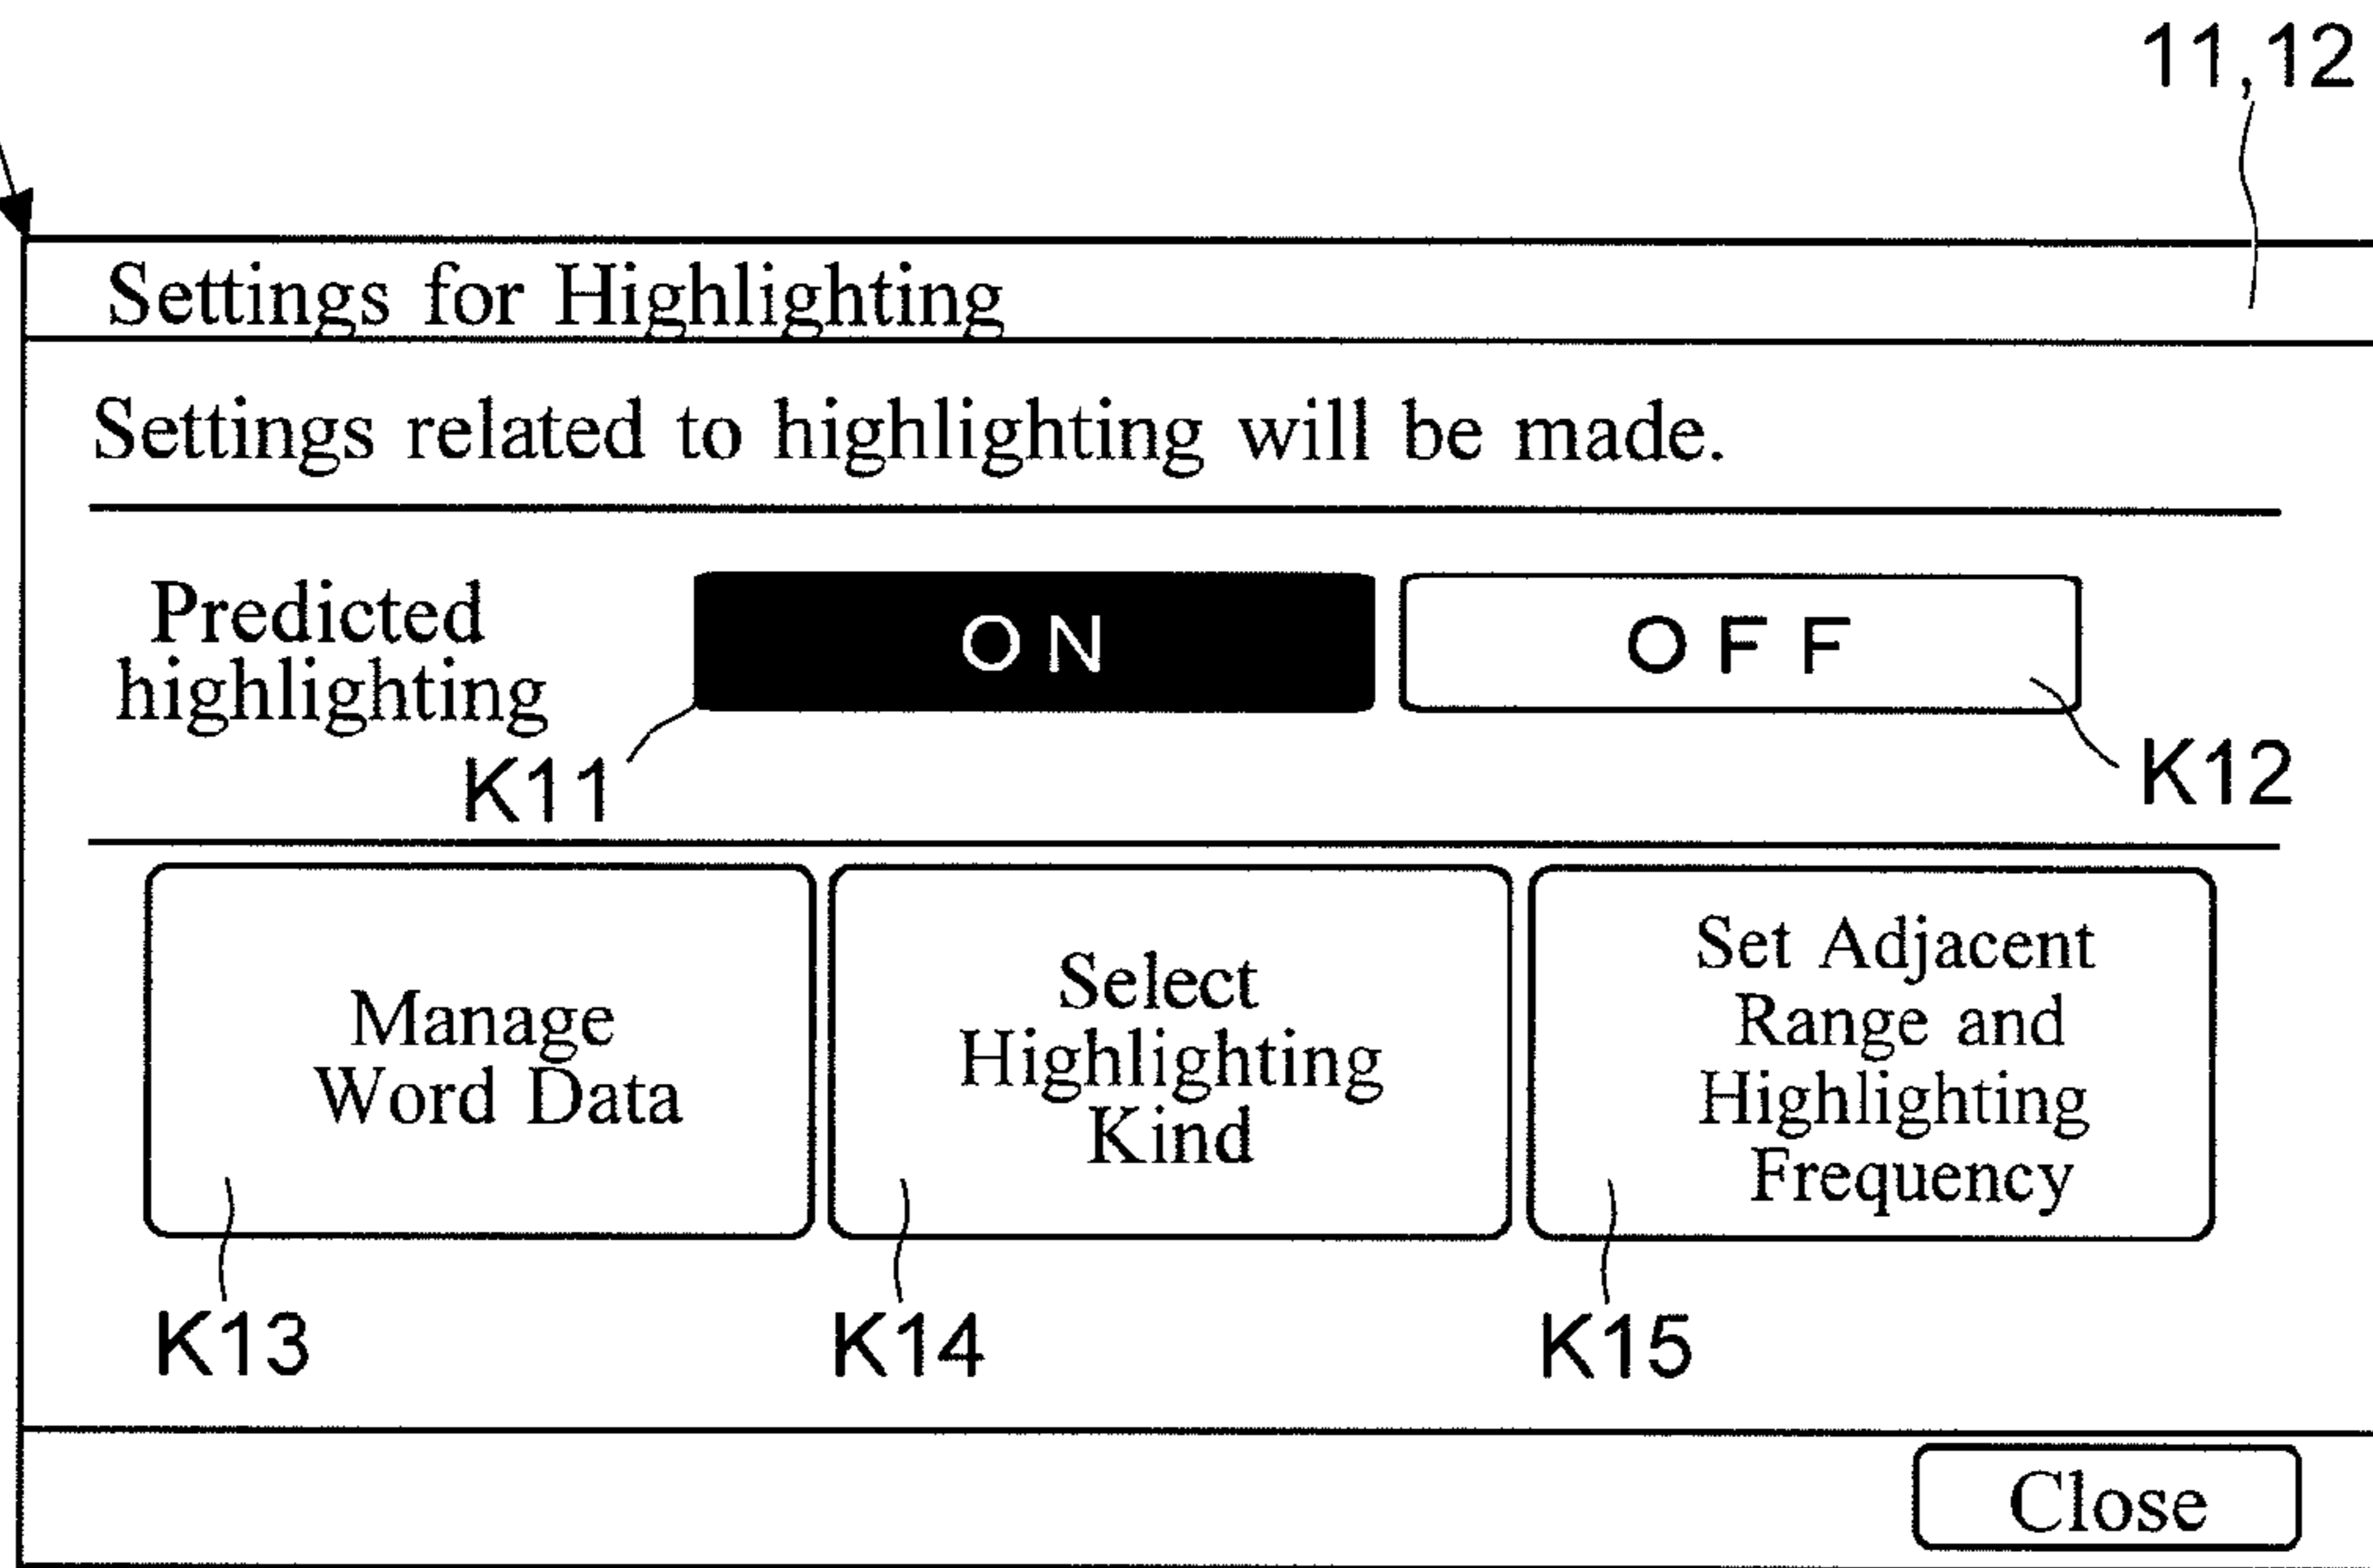 11,12
Settings for Highlighting
Settings related to highlighting will be made.
Predicted
highlighting
ON
OFF
K11
K12
Manage
Word Data
Select
Highlighting
Kind
Set Adjacent
Range and
Highlighting
Frequency
K13
K14
K15
Close